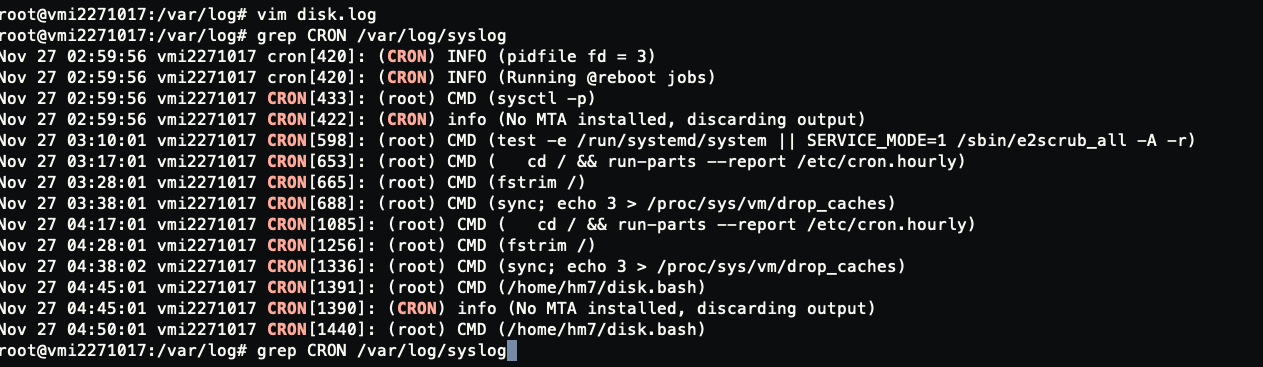 root@vmi2271017:/var/log# vim disk.log
root@vmi2271017:/var/log# grep CRON /var/log/syslog
Nov 27 02:59:56 vmi2271017 cron[420]: (CRON) INFO (pidfile fd = 3)
Nov 27 02:59:56 vmi2271017 cron[420]: (CRON) INFO (Running @reboot jobs)
Nov 27 02:59:56 vmi2271017 CRON[433]: (root) CMD (sysctl -p)
Nov 27 02:59:56 vmi2271017 CRON[422]: (CRON) info (No MTA installed, discarding output)
Nov 27 03:10:01 vmi2271017 CRON[598]: (root) CMD (test -e /run/systemd/system || SERVICE_MODE=1 /sbin/e2scrub_all -A -r)
Nov 27 03:17:01 vmi2271017 CRON[653]: (root) CMD (   cd / && run-parts --report /etc/cron.hourly)
Nov 27 03:28:01 vmi2271017 CRON[665]: (root) CMD (fstrim /)
Nov 27 03:38:01 vmi2271017 CRON[688]: (root) CMD (sync; echo 3 > /proc/sys/vm/drop_caches)
Nov 27 04:17:01 vmi2271017 CRON[1085]: (root) CMD (   cd / && run-parts --report /etc/cron.hourly)
Nov 27 04:28:01 vmi2271017 CRON[1256]: (root) CMD (fstrim /)
Nov 27 04:38:02 vmi2271017 CRON[1336]: (root) CMD (sync; echo 3 > /proc/sys/vm/drop_caches)
Nov 27 04:45:01 vmi2271017 CRON[1391]: (root) CMD (/home/hm7/disk.bash)
Nov 27 04:45:01 vmi2271017 CRON[1390]: (CRON) info (No MTA installed, discarding output)
Nov 27 04:50:01 vmi2271017 CRON[1440]: (root) CMD (/home/hm7/disk.bash)
root@vmi2271017:/var/log# grep CRON /var/log/syslog